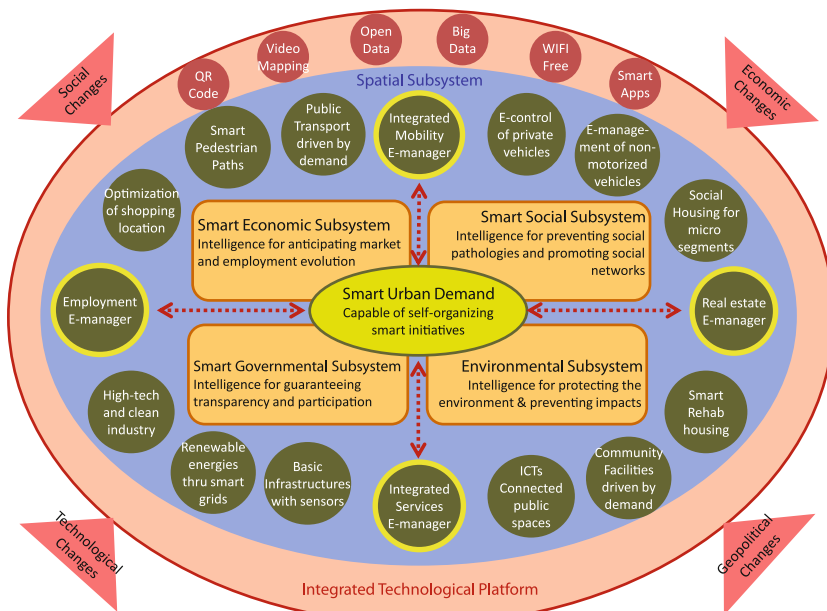 Social
Changes
Economic
Changes
QR
Code
Video
Mapping
Open
Data
Big
Data
WIFI
Free
Smart
Apps
Spatial Subsystem
Smart
Pedestrian
Paths
Public
Transport
driven by
demand
Integrated
Mobility
E-manager
E-control
of private
vehicles
E-manage-
ment of non-
motorized
vehicles
Optimization
of shopping
location
Social
Housing for
micro
segments
Smart Economic Subsystem
Intelligence for anticipating market
and employment evolution
Smart Social Subsystem
Intelligence for preventing social
pathologies and promoting social
networks
Employment
E-manager
Smart Urban Demand
Capable of self-organizing
smart initiatives
Real estate
E-manager
Smart Governmental Subsystem
Intelligence for guaranteeing
transparency and participation
Environmental Subsystem
Intelligence for protecting the
environment & preventing impacts
High-tech
and clean
industry
Smart
Rehab
housing
Renewable
energies
thru smart
grids
Basic
Infrastructures
with sensors
Integrated
Services
E-manager
ICTs
Connected
public
spaces
Community
Facilities
driven by
demand
Technological
Changes
Geopolitical
Changes
Integrated Technological Platform